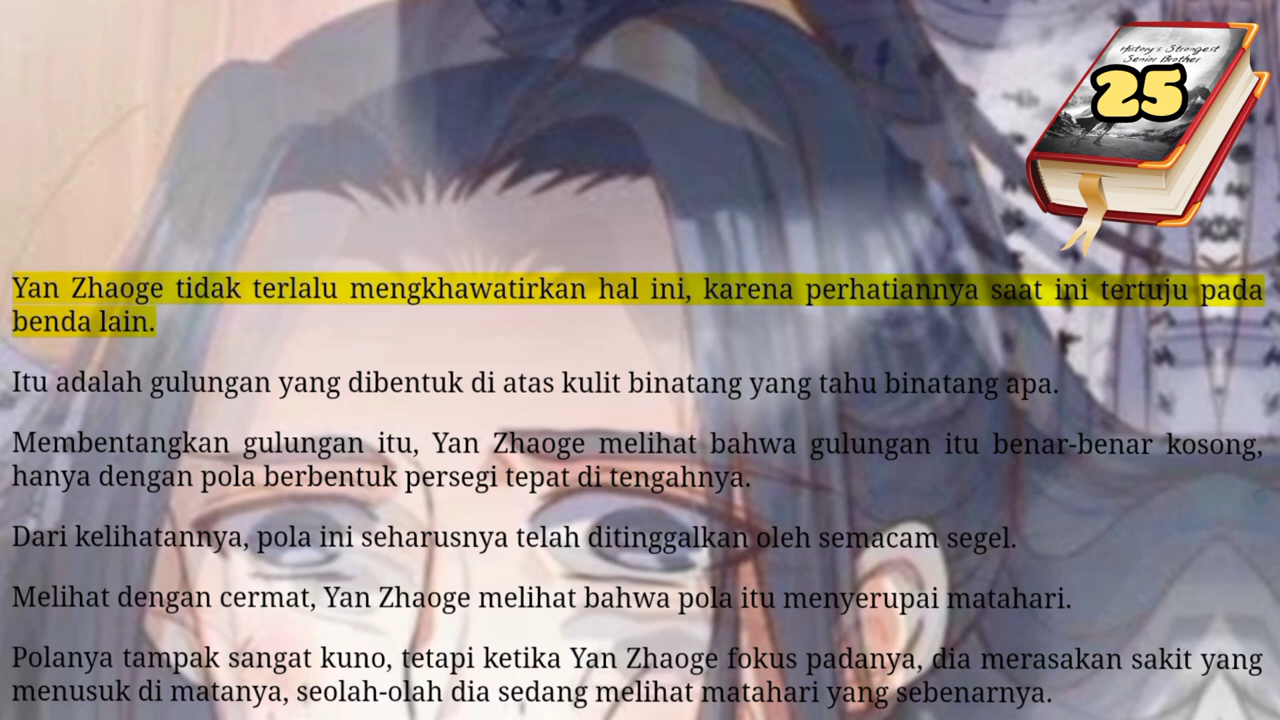 History's Strongest
Senior Brother
25
Yan Zhaoge tidak terlalu mengkhawatirkan hal ini, karena perhatiannya saat ini tertuju pada
benda lain.
Itu adalah gulungan yang dibentuk di atas kulit binatang yang tahu binatang apa.
Membentangkan gulungan itu, Yan Zhaoge melihat bahwa gulungan itu benar-benar kosong,
hanya dengan pola berbentuk persegi tepat di tengahnya.
Dari kelihatannya, pola ini seharusnya telah ditinggalkan oleh semacam segel.
Melihat dengan cermat, Yan Zhaoge melihat bahwa pola itu menyerupai matahari.
Polanya tampak sangat kuno, tetapi ketika Yan Zhaoge fokus padanya, dia merasakan sakit yang
menusuk di matanya, seolah-olah dia sedang melihat matahari yang sebenarnya.